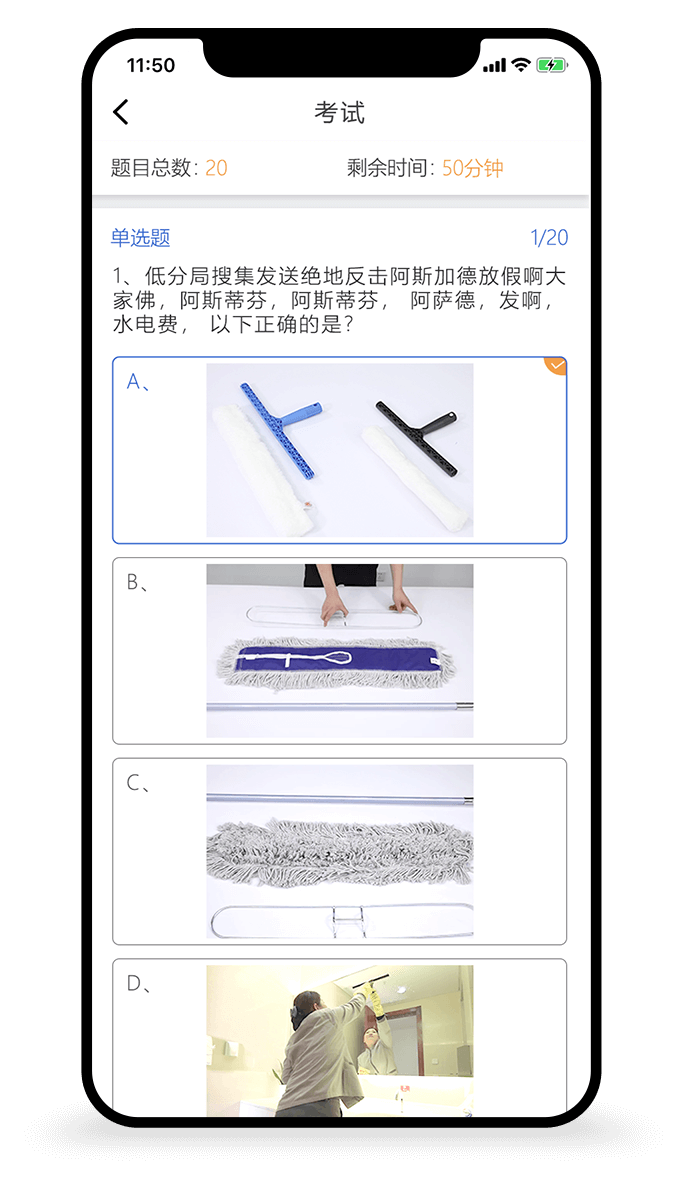 11:50
考试
题目总数：20 剩余时间：50分钟
单选题 1/20
1、低分局搜集发送绝地反击阿斯加德放假啊大
家佛，阿斯蒂芬，阿斯蒂芬， 阿萨德，发啊，
水电费， 以下正确的是？
A、
B、
C、
D、